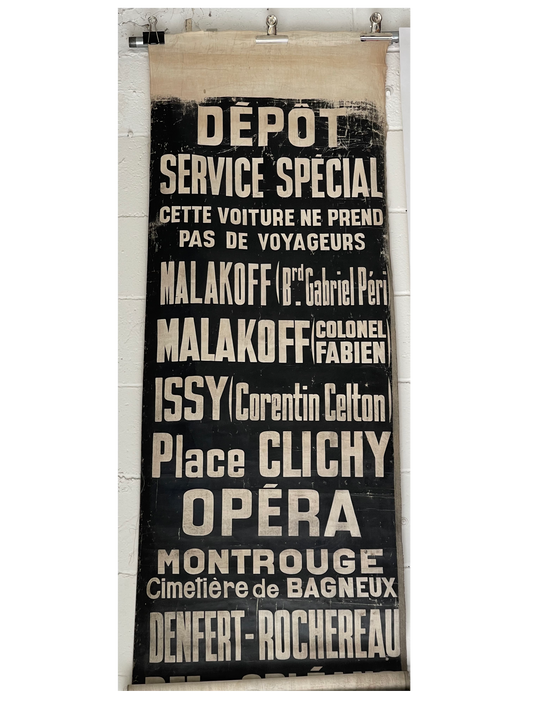 DÉPÔT
SERVICE SPÉCIAL
CETTE VOITURE NE PREND
PAS DE VOYAGEURS
MALAKOFF (Brd. Gabriel Péri
MALAKOFF (COLONEL
FABIEN
ISSY (Corentin Celton)
Place CLICHY
OPÉRA
MONTROUGE
Cimetière de BAGNEUX
DENFERT-ROCHEREAU